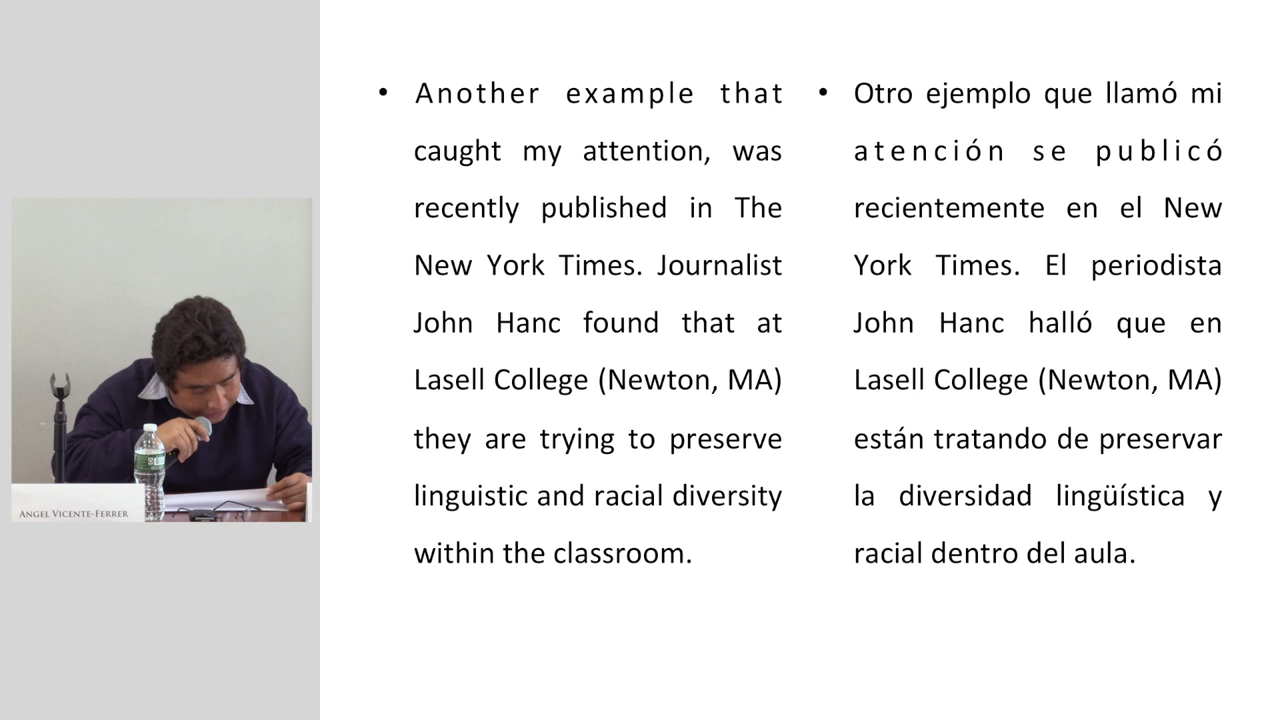 • Another example that
caught my attention, was
recently published in The
New York Times. Journalist
John Hanc found that at
Lasell College (Newton, MA)
they are trying to preserve
linguistic and racial diversity
within the classroom.
• Otro ejemplo que llamó mi
atención se publicó
recientemente en el New
York Times. El periodista
John Hanc halló que en
Lasell College (Newton, MA)
están tratando de preservar
la diversidad lingüística y
racial dentro del aula.
ANGEL VICENTE-FERRER